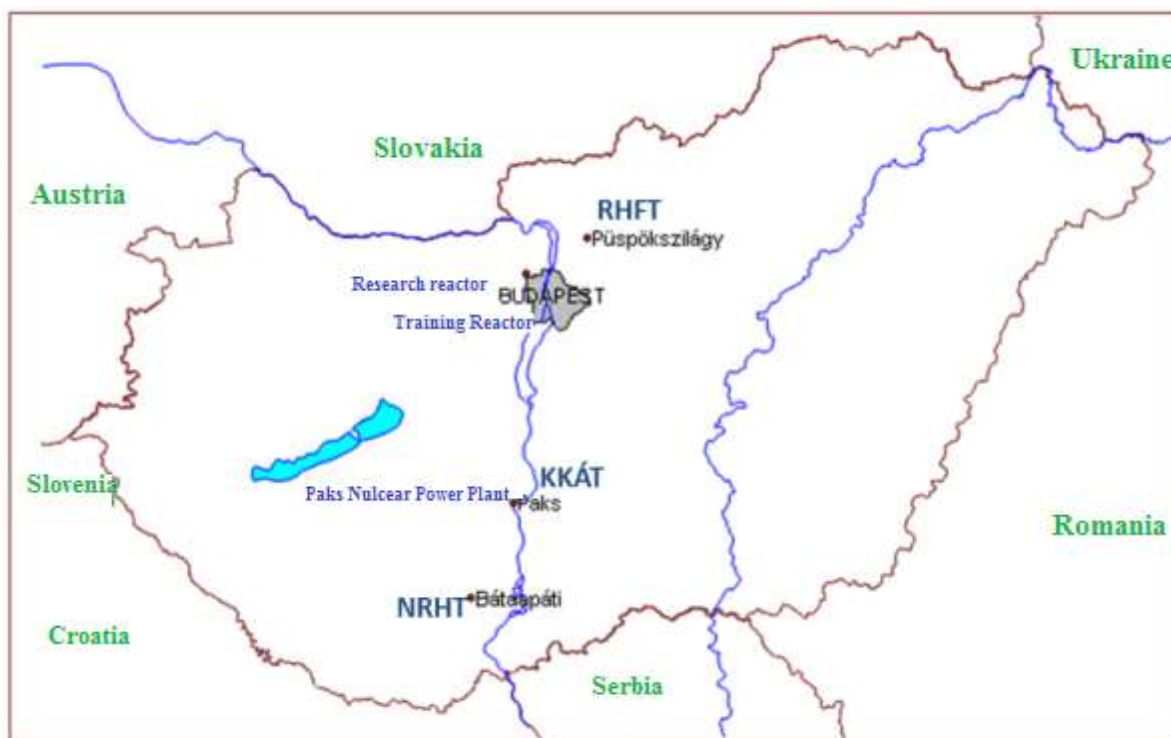 Ukraine
Slovakia
Austria
RHFT
Püspökszilágy
Research reactor
BUDAPEST
Training Reactor
KKÁT
Slovenia
Paks Nulcear Power Plant
Paks
Romania
NRHT
Bátaapáti
Croatia
Serbia